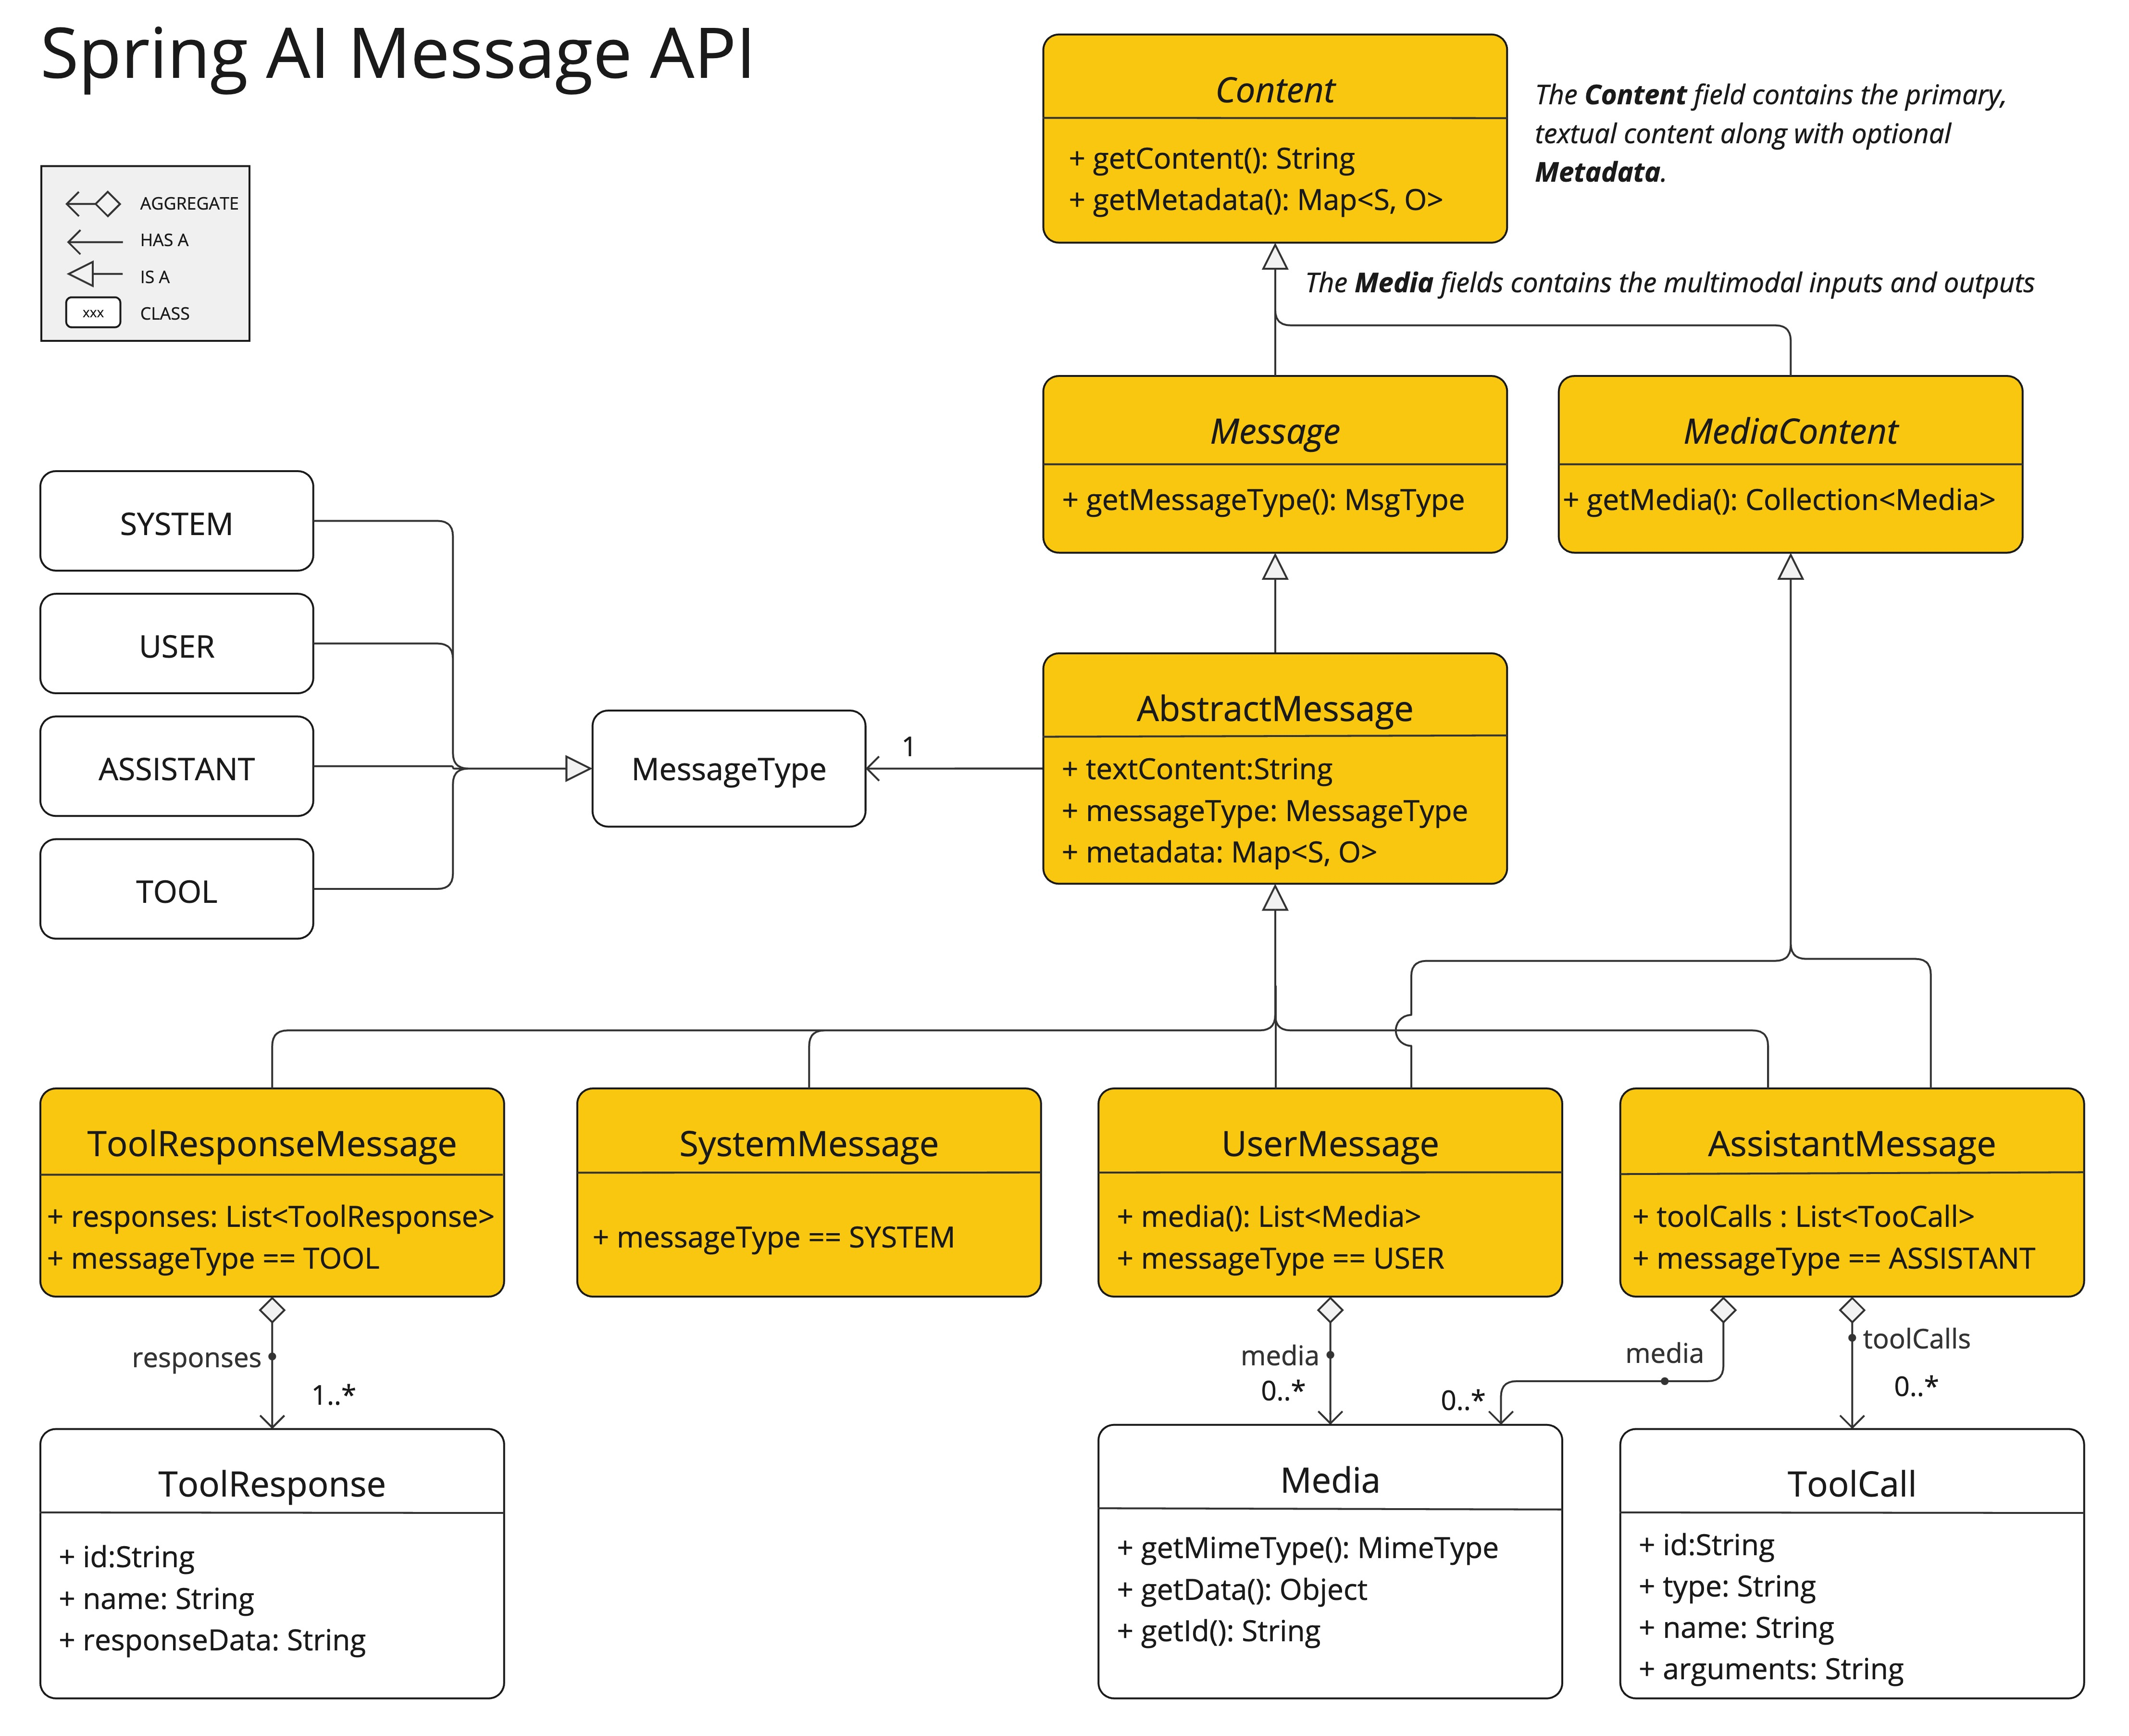 Spring AI Message API
AGGREGATE
HAS A
IS A
xxx
CLASS
Content
+ getContent(): String
+ getMetadata(): Map<S, O>
The Content field contains the primary,
textual content along with optional
Metadata.
The Media fields contains the multimodal inputs and outputs
Message
+ getMessageType(): MsgType
MediaContent
+ getMedia(): Collection<Media>
SYSTEM
USER
ASSISTANT
TOOL
MessageType
1
AbstractMessage
+ textContent:String
+ messageType: MessageType
+ metadata: Map<S, O>
ToolResponseMessage
+ responses: List<ToolResponse>
+ messageType == TOOL
SystemMessage
+ messageType == SYSTEM
UserMessage
+ media(): List<Media>
+ messageType == USER
AssistantMessage
+ toolCalls : List<TooCall>
+ messageType == ASSISTANT
responses
1..*
media
0..*
media
0..*
toolCalls
0..*
ToolResponse
+ id:String
+ name: String
+ responseData: String
Media
+ getMimeType(): MimeType
+ getData(): Object
+ getId(): String
ToolCall
+ id:String
+ type: String
+ name: String
+ arguments: String